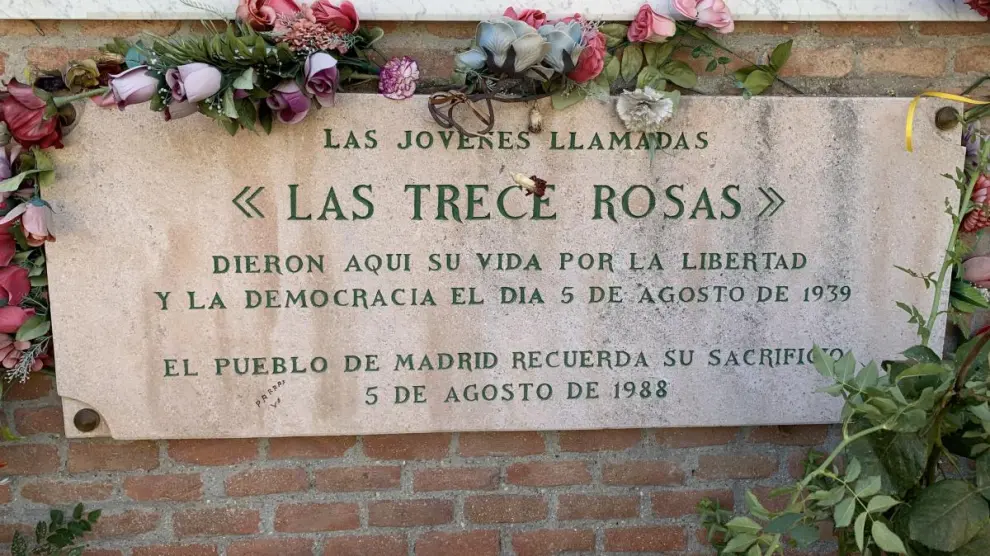 LAS JOVENES LLAMADAS
« LAS TRECE ROSAS »
DIERON AQUI SU VIDA POR LA LIBERTAD
Y LA DEMOCRACIA EL DIA 5 DE AGOSTO DE 1939
EL PUEBLO DE MADRID RECUERDA SU SACRIFICIO
5 DE AGOSTO DE 1988